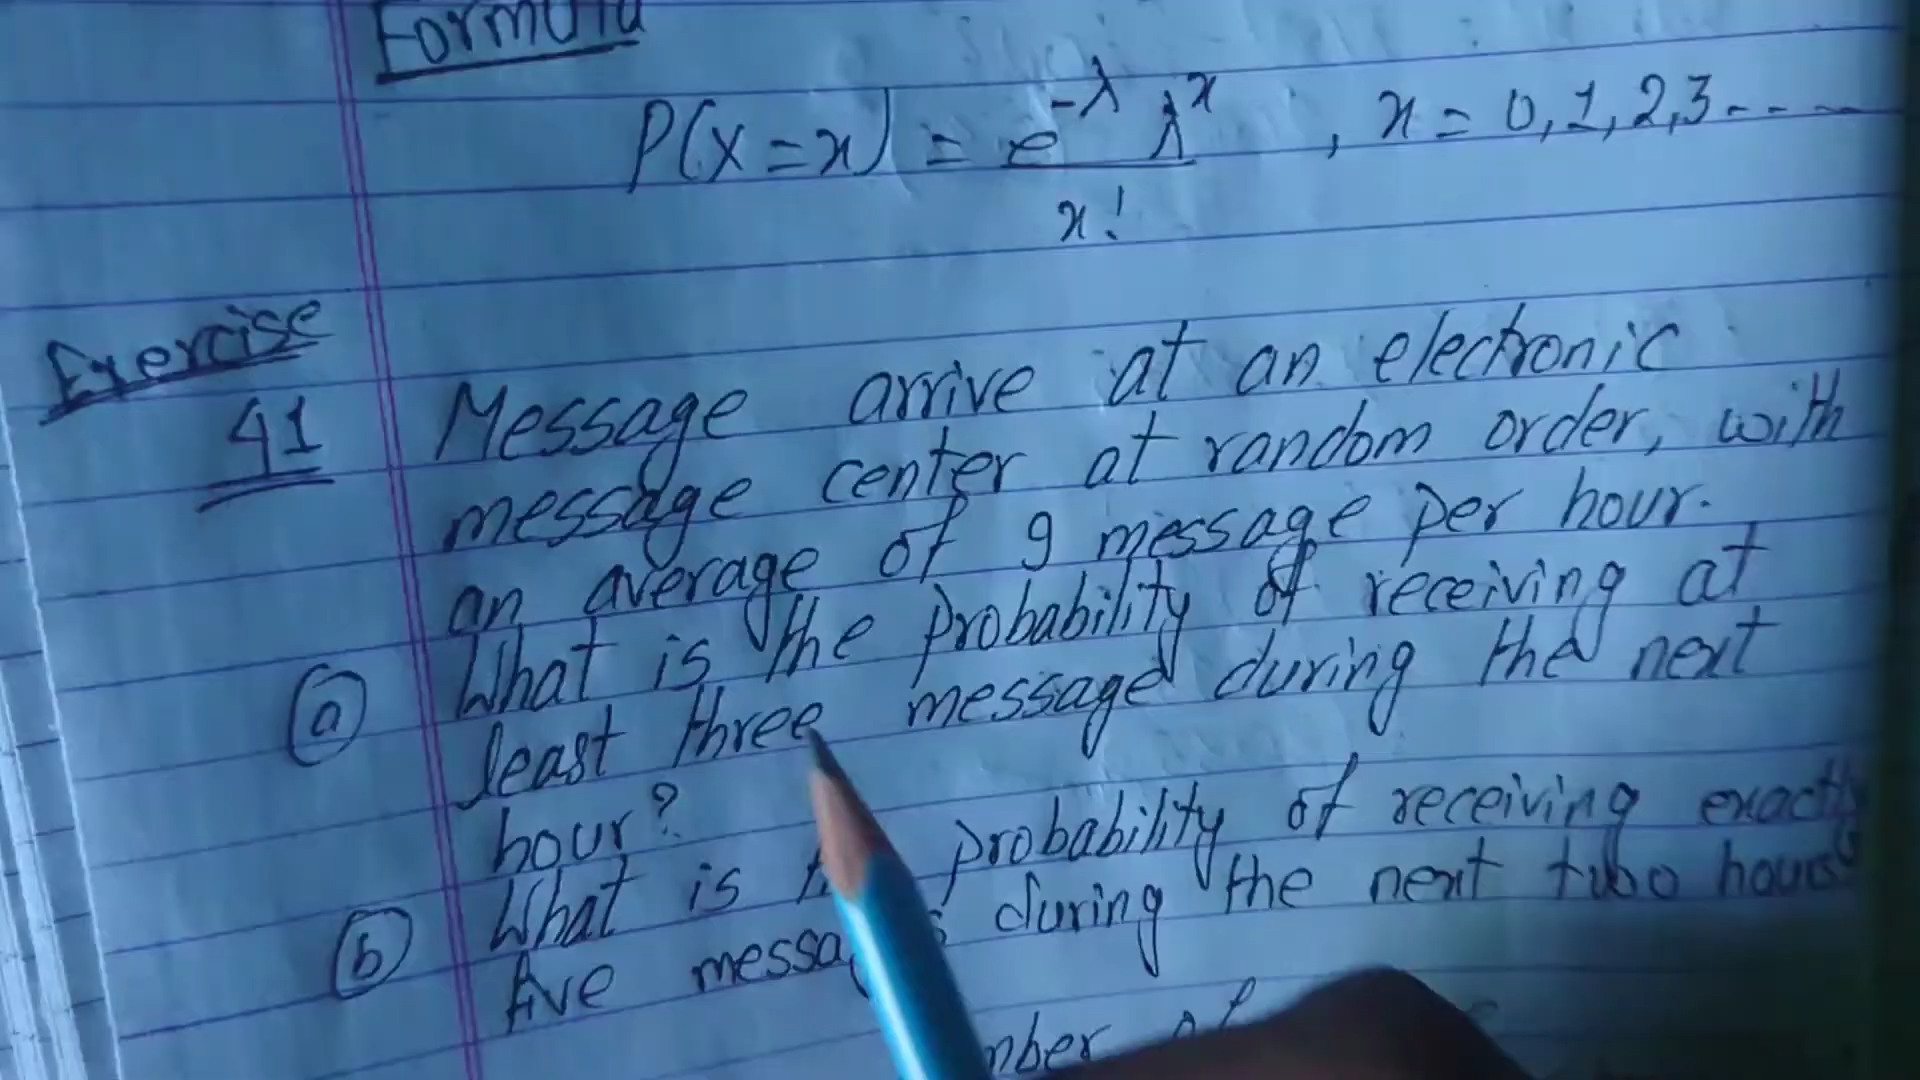 Formula
P(X=x) = e^-λ λ^x / x! , x = 0,1,2,3-----
Exercise
41 Message arrive at an electronic
message center at random order, with
an average of 9 message per hour.
(a) What is the probability of receiving at
least three message during the next
hour?
(b) What is probability of receiving exactly
five during the next two hours